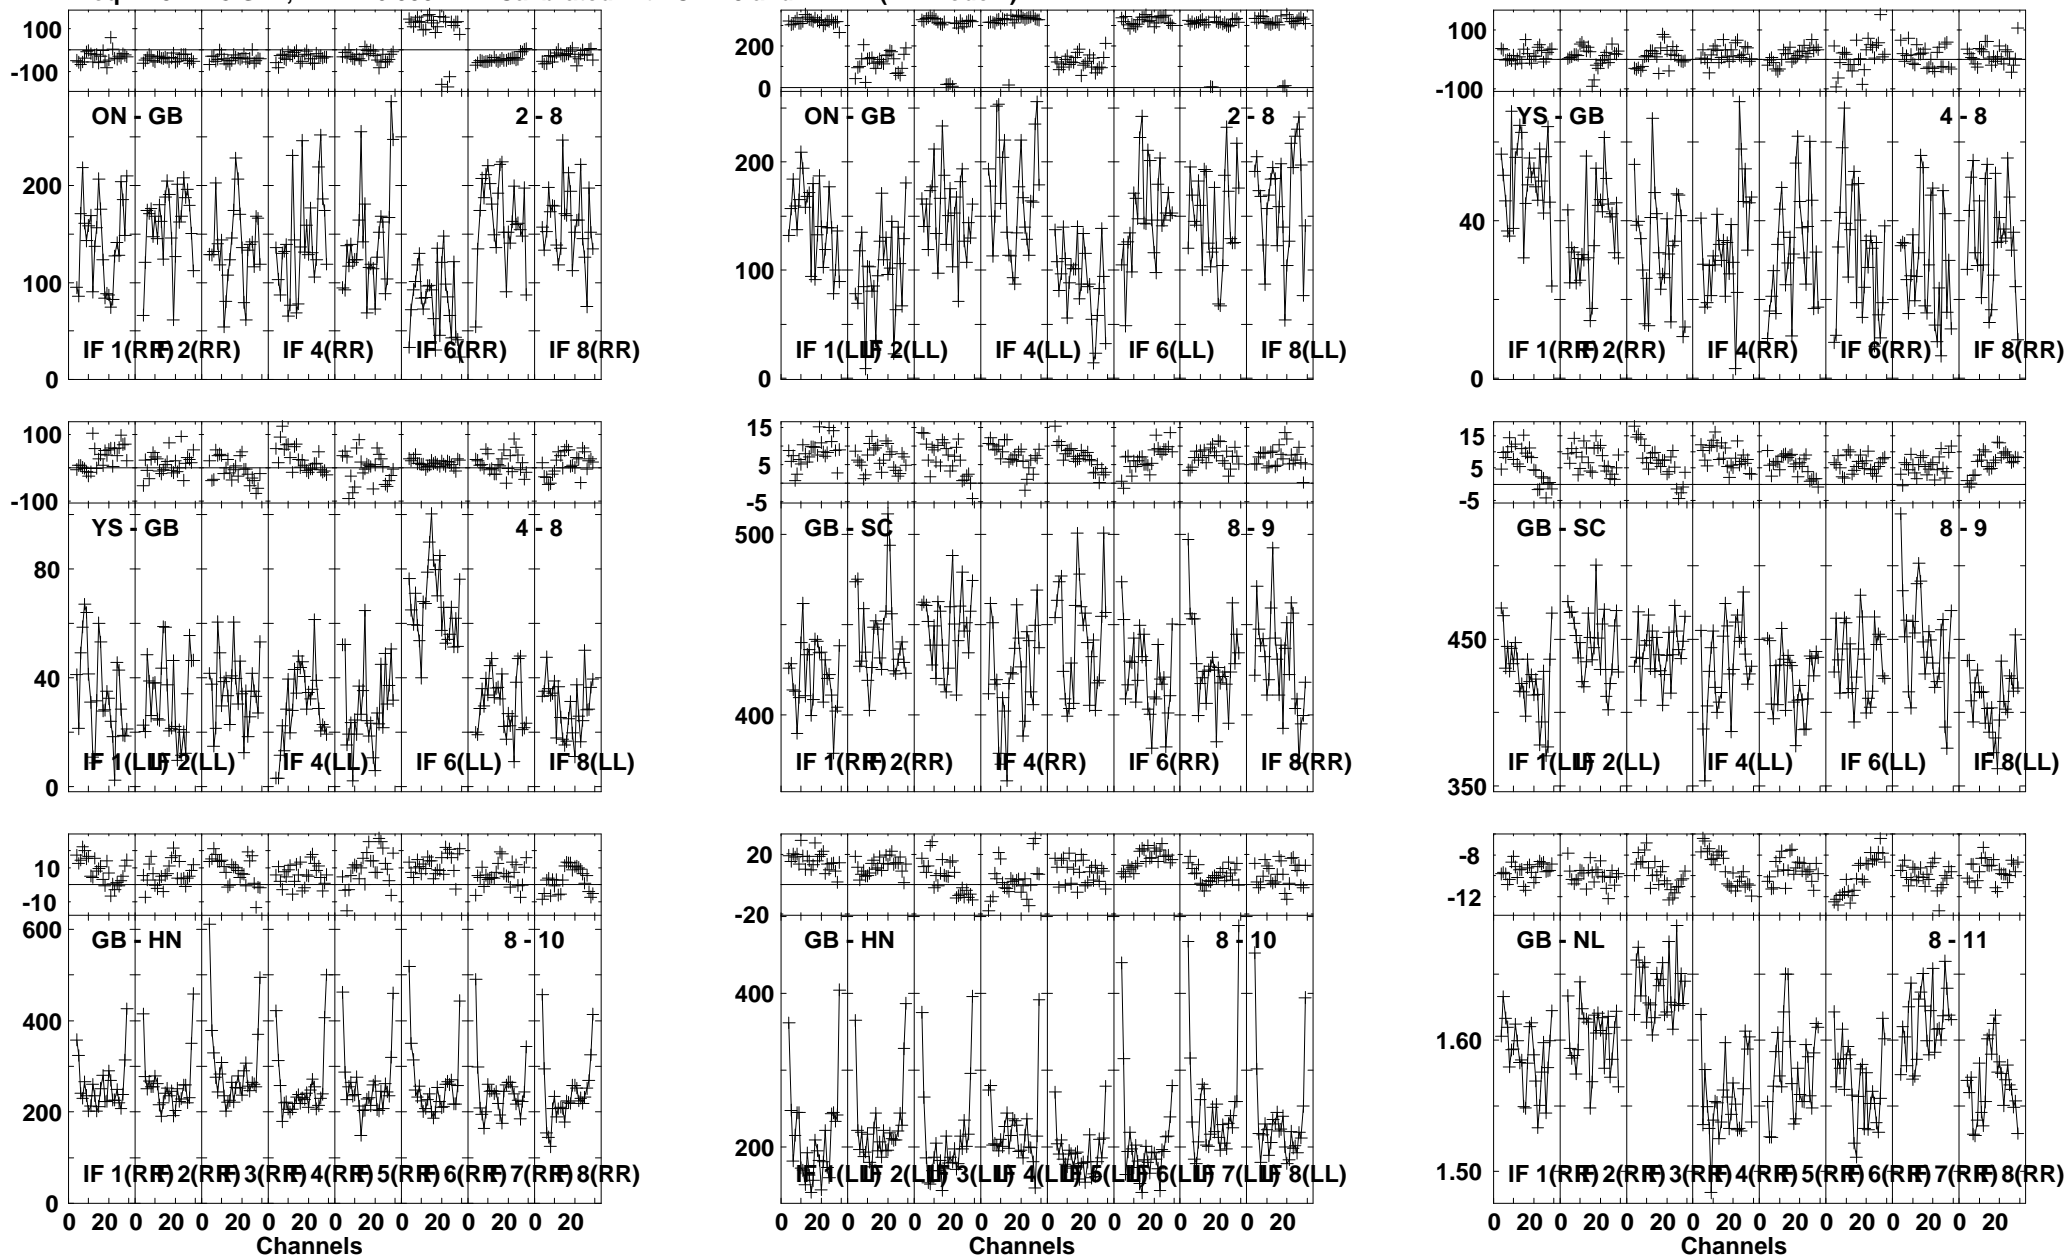 100
-100
ON - GB 2 - 8
200
100
0
IF 1(RR) IF 2(RR) IF 4(RR) IF 6(RR) IF 8(RR)
200
0
ON - GB 2 - 8
200
100
0
IF 1(LL) IF 2(LL) IF 4(LL) IF 6(LL) IF 8(LL)
100
-100
YS - GB 4 - 8
40
0
IF 1(RR) IF 2(RR) IF 4(RR) IF 6(RR) IF 8(RR)
100
-100
YS - GB 4 - 8
80
40
0
IF 1(LL) IF 2(LL) IF 4(LL) IF 6(LL) IF 8(LL)
15
5
-5
GB - SC 8 - 9
500
400
IF 1(RR) IF 2(RR) IF 4(RR) IF 6(RR) IF 8(RR)
15
5
-5
GB - SC 8 - 9
450
350
IF 1(LL) IF 2(LL) IF 4(LL) IF 6(LL) IF 8(LL)
10
-10
600
GB - HN 8 - 10
400
200
0
IF 1(RR) IF 2(RR) IF 3(RR) IF 4(RR) IF 5(RR) IF 6(RR) IF 7(RR) IF 8(RR)
0 20 0 20 0 20 0 20 0 20 0 20 0 20 0 20
Channels
20
-20
GB - HN 8 - 10
400
200
IF 1(LL) IF 2(LL) IF 3(LL) IF 4(LL) IF 5(LL) IF 6(LL) IF 7(LL) IF 8(LL)
0 20 0 20 0 20 0 20 0 20 0 20 0 20 0 20
Channels
-8
-12
GB - NL 8 - 11
1.60
1.50
IF 1(RR) IF 2(RR) IF 3(RR) IF 4(RR) IF 5(RR) IF 6(RR) IF 7(RR) IF 8(RR)
0 20 0 20 0 20 0 20 0 20 0 20 0 20 0 20
Channels